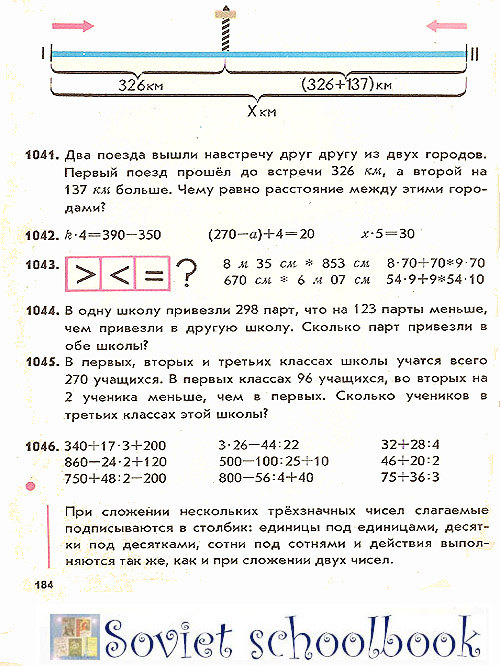 I II
326км (326+137)км
X км
1041. Два поезда вышли навстречу друг другу из двух городов.
Первый поезд прошёл до встречи 326 км, а второй на
137 км больше. Чему равно расстояние между этими горо-
дами?
1042. k·4=390−350 (270−a)+4=20 x·5=30
1043. > < = ? 8 м 35 см * 853 см 8·70+70*9·70
670 см * 6 м 07 см 54·9+9*54·10
1044. В одну школу привезли 298 парт, что на 123 парты меньше,
чем привезли в другую школу. Сколько парт привезли в
обе школы?
1045. В первых, вторых и третьих классах школы учатся всего
270 учащихся. В первых классах 96 учащихся, во вторых на
2 ученика меньше, чем в первых. Сколько учеников в
третьих классах этой школы?
1046. 340+17·3+200 3·26−44:22 32+28:4
860−24·2+120 500−100:25+10 46+20:2
750+48:2−200 800−56:4+40 75+36:3
При сложении нескольких трёхзначных чисел слагаемые
подписываются в столбик: единицы под единицами, десят-
ки под десятками, сотни под сотнями и действия выпол-
няются так же, как и при сложении двух чисел.
184
Soviet schoolbook